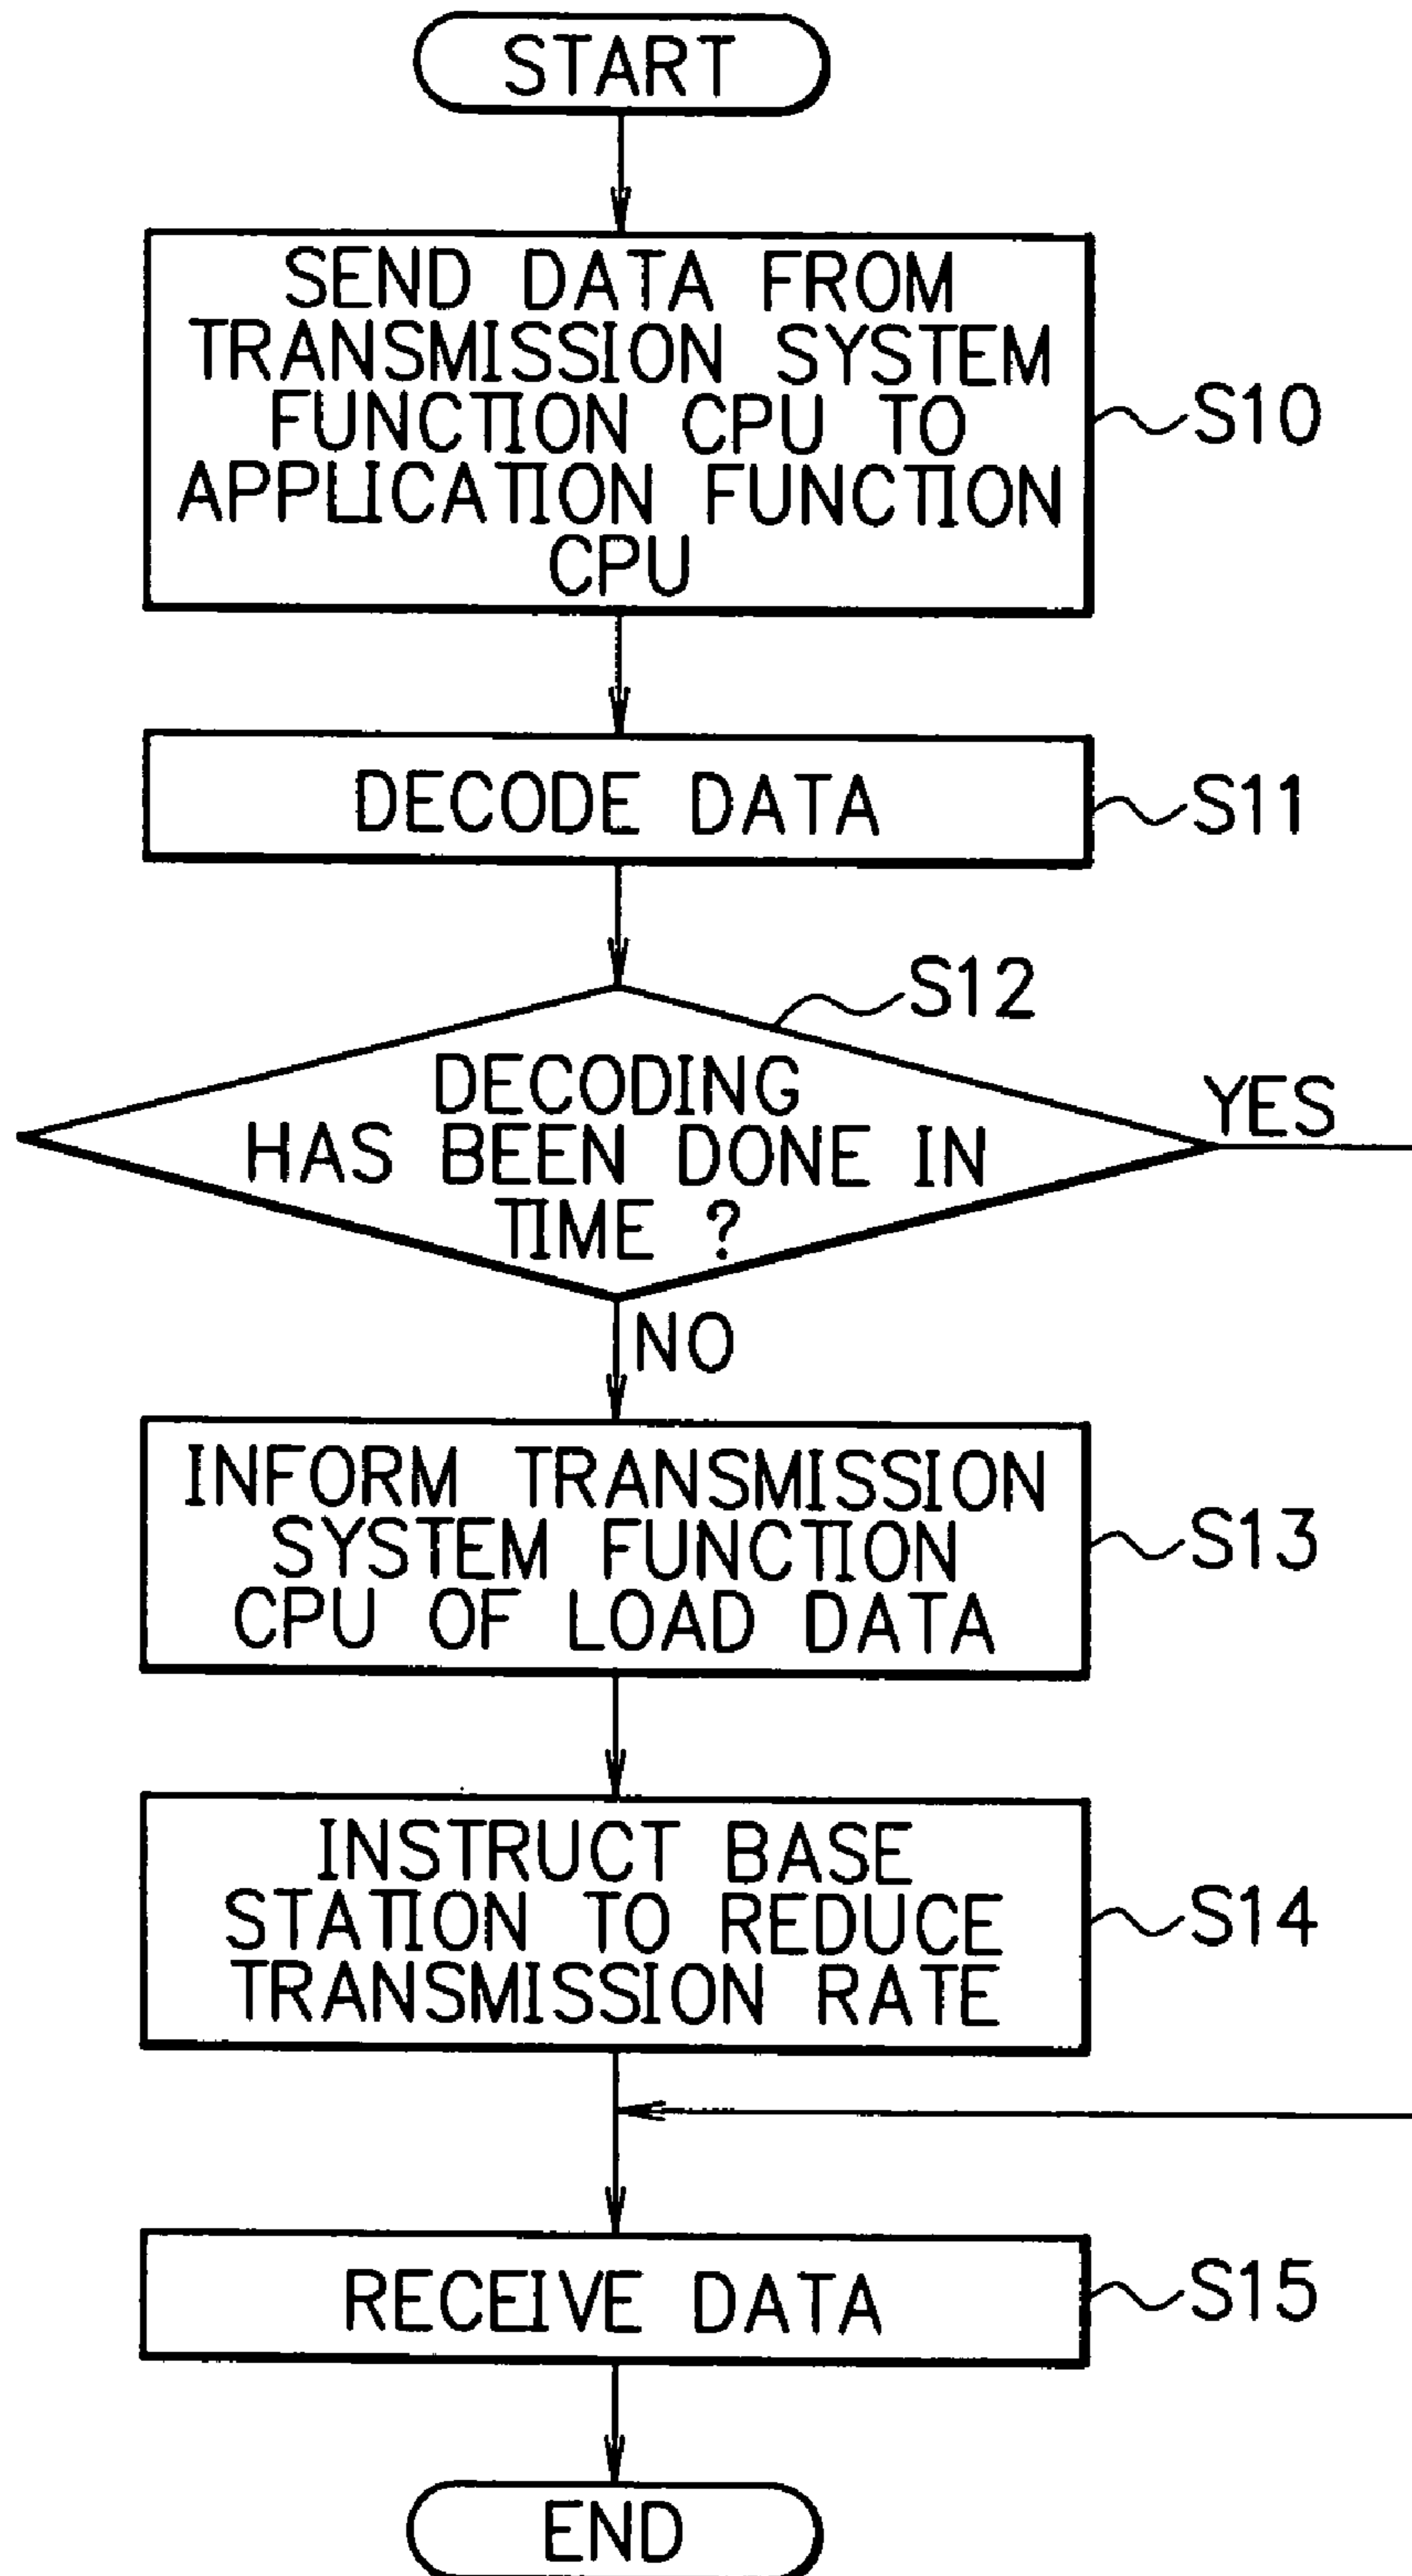 START
SEND DATA FROM
TRANSMISSION SYSTEM
FUNCTION CPU TO
APPLICATION FUNCTION
CPU
S10
DECODE DATA
S11
S12
DECODING
HAS BEEN DONE IN
TIME ?
YES
NO
INFORM TRANSMISSION
SYSTEM FUNCTION
CPU OF LOAD DATA
S13
INSTRUCT BASE
STATION TO REDUCE
TRANSMISSION RATE
S14
RECEIVE DATA
S15
END